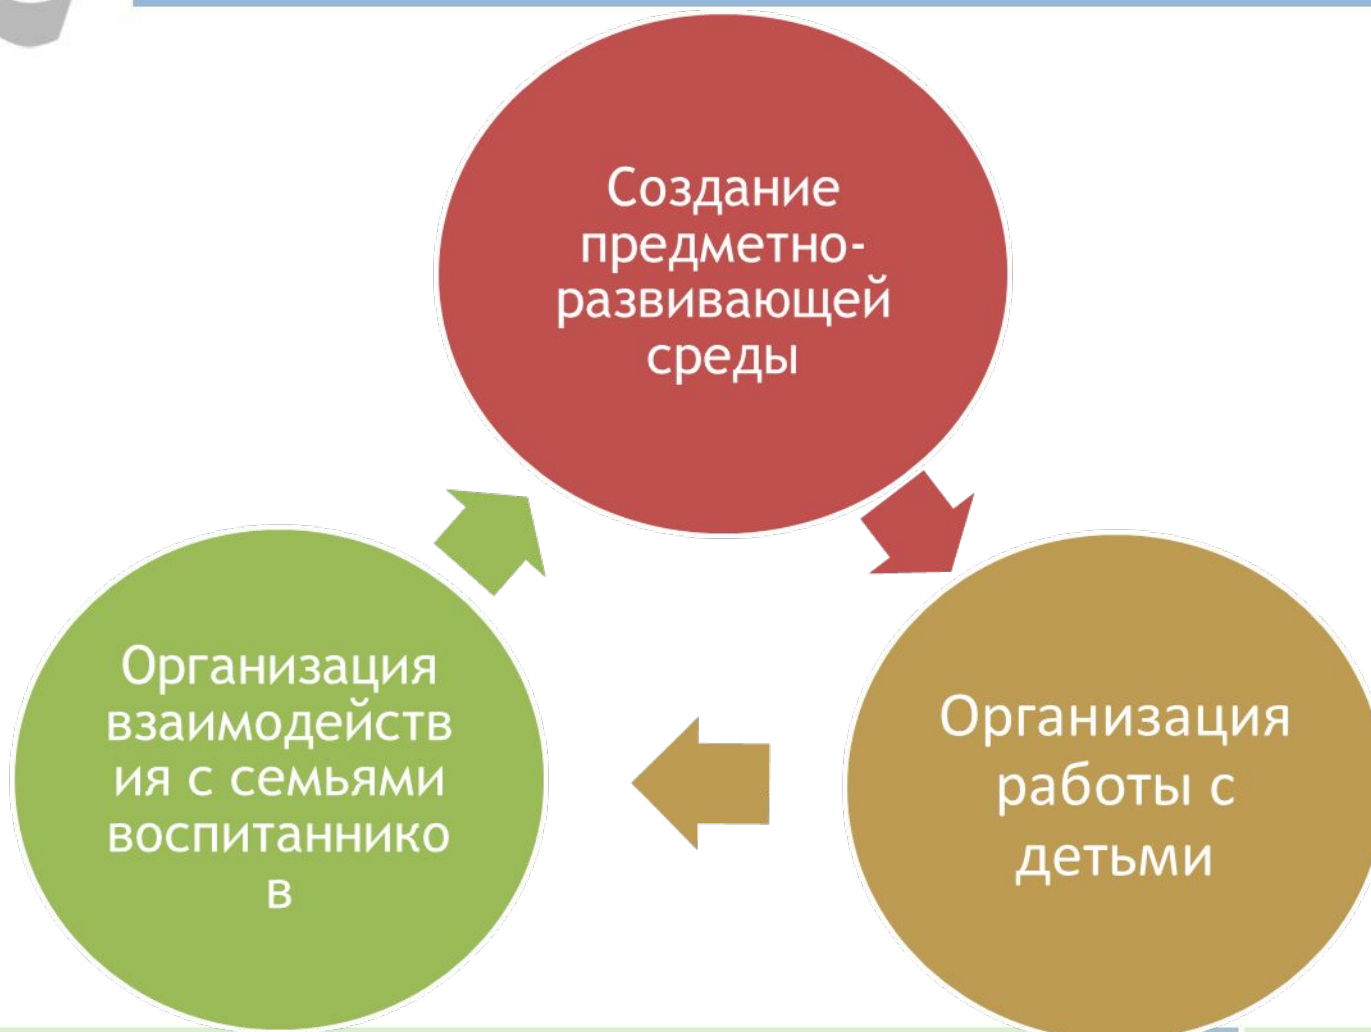 Создание
предметно-
развивающей
среды
Организация
взаимодейств
ия с семьями
воспитаннико
в
Организация
работы с
детьми